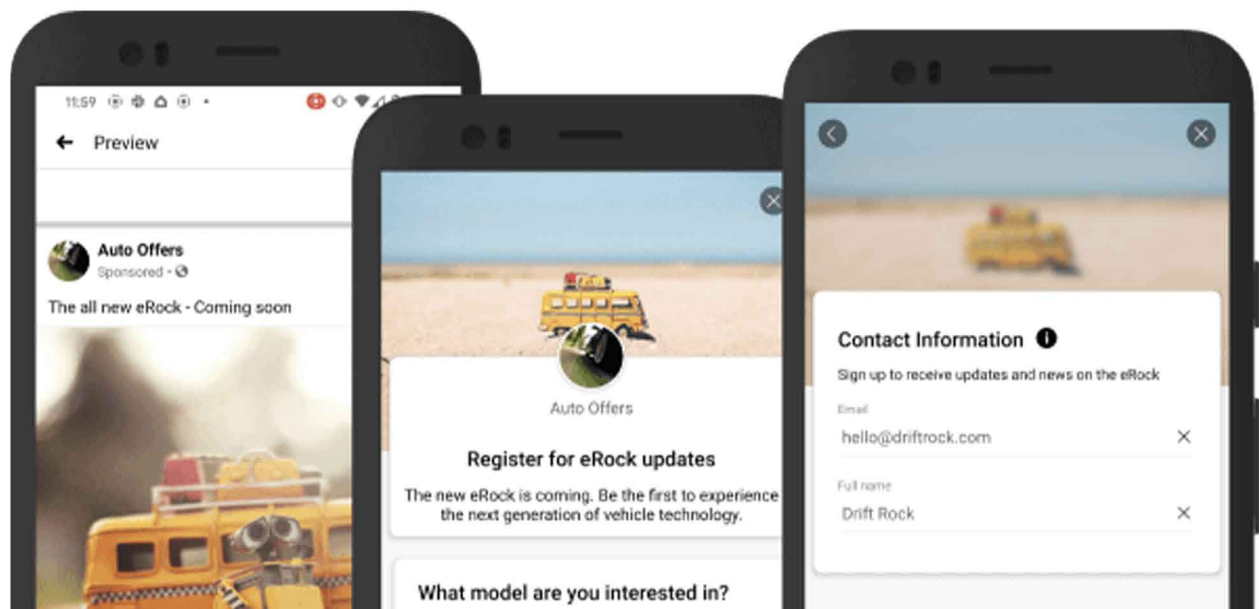 11:59
Preview
Auto Offers
Sponsored •
The all new eRock - Coming soon
Auto Offers
Register for eRock updates
The new eRock is coming. Be the first to experience
the next generation of vehicle technology.
What model are you interested in?
Contact Information
Sign up to receive updates and news on the eRock
Email
hello@driftrock.com
Full name
Drift Rock